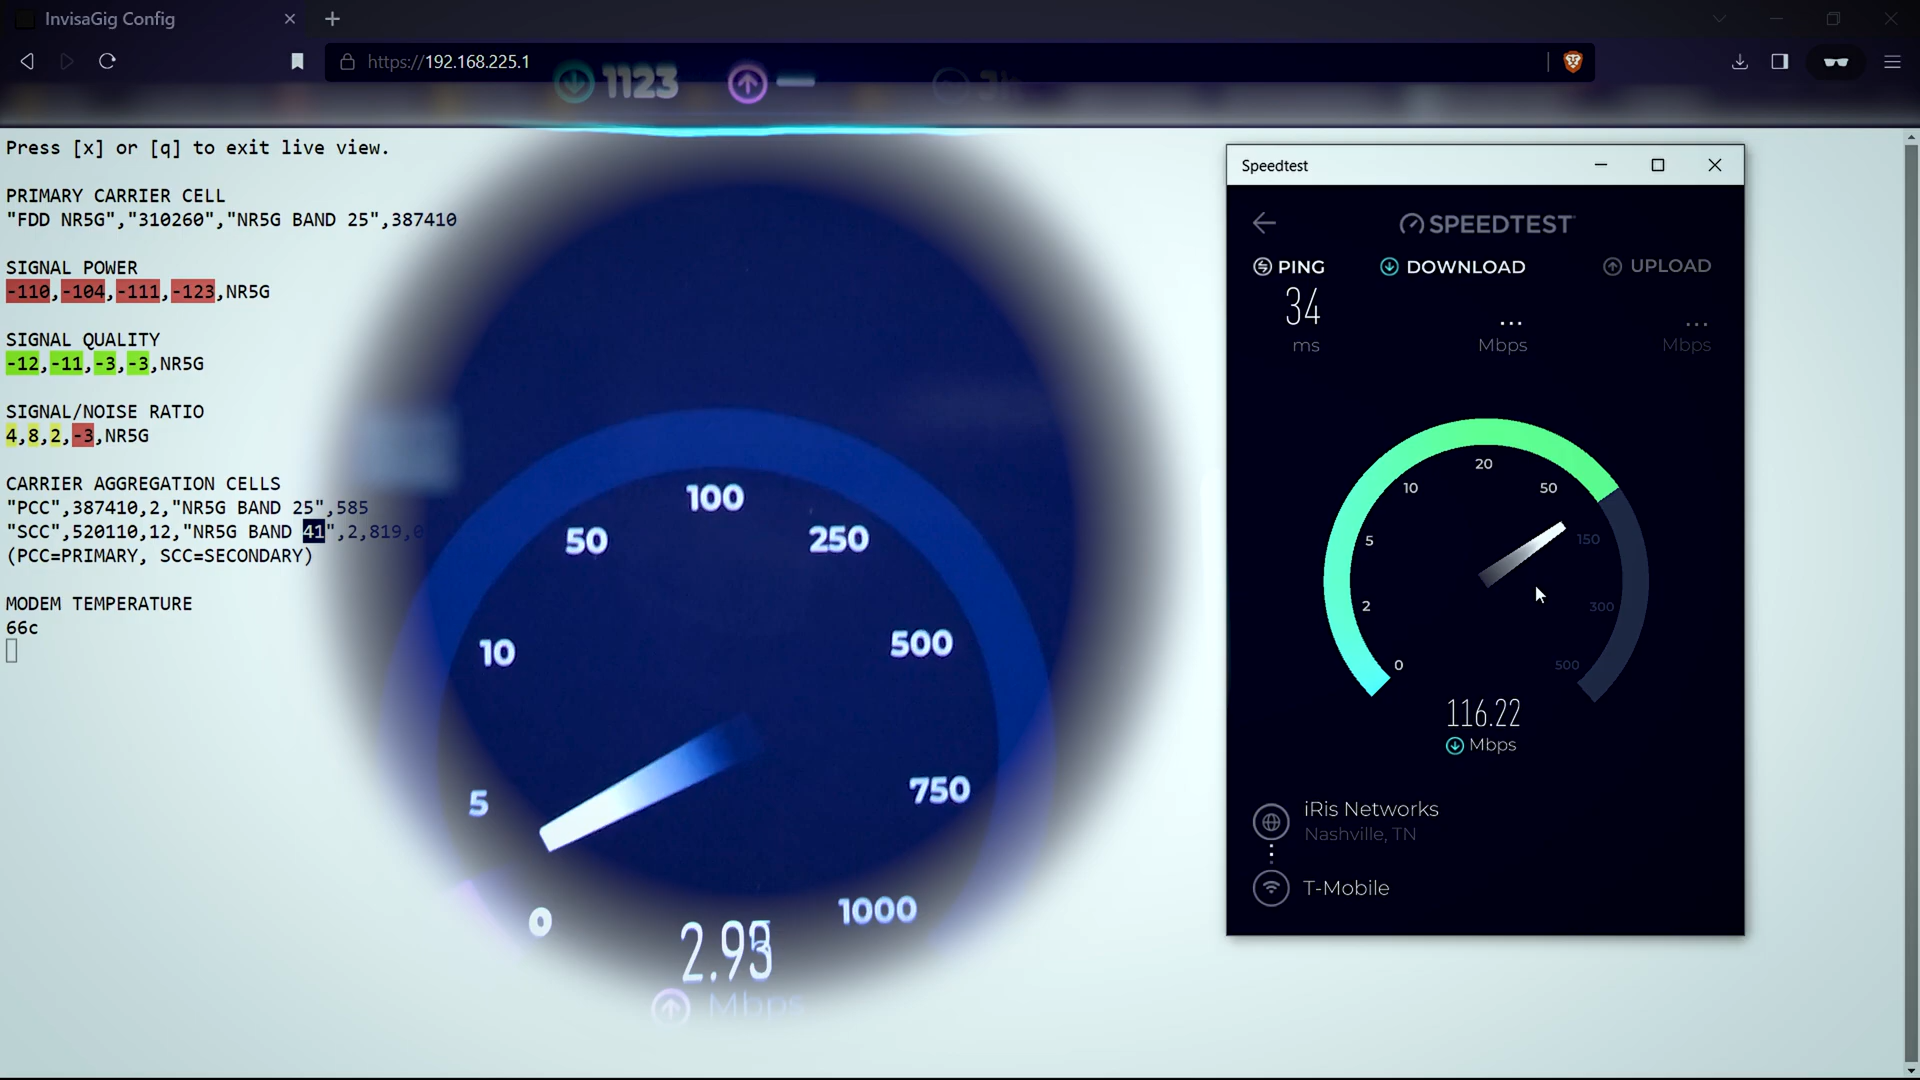 InvisaGig Config
https://192.168.225.1
1123
Press [x] or [q] to exit live view.
PRIMARY CARRIER CELL
"FDD NR5G","310260","NR5G BAND 25",387410
SIGNAL POWER
-110,-104,-111,-123,NR5G
SIGNAL QUALITY
-12,-11,-3,-3,NR5G
SIGNAL/NOISE RATIO
4,8,2,-3,NR5G
CARRIER AGGREGATION CELLS
"PCC",387410,2,"NR5G BAND 25",585
"SCC",520110,12,"NR5G BAND 41",2,819,0
(PCC=PRIMARY, SCC=SECONDARY)
MODEM TEMPERATURE
66c
0
5
10
50
100
250
500
750
1000
Mbps
Speedtest
SPEEDTEST
PING
DOWNLOAD
UPLOAD
34
...
...
ms
Mbps
Mbps
0
2
5
10
20
50
150
300
500
116.22
Mbps
iRis Networks
Nashville, TN
T-Mobile